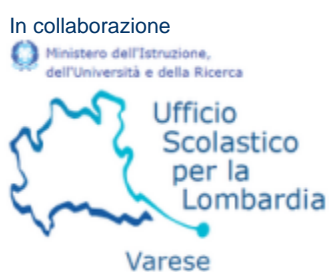 In collaborazione
Ministero dell'Istruzione,
dell'Università e della Ricerca
Ufficio
Scolastico
per la
Lombardia
Varese